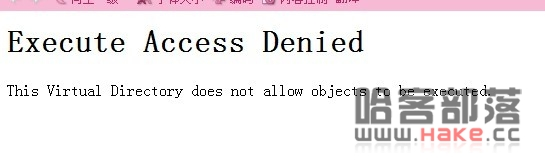 Execute Access Denied
This Virtual Directory does not allow objects to be executed.
哈客部落
www.Hake.cc